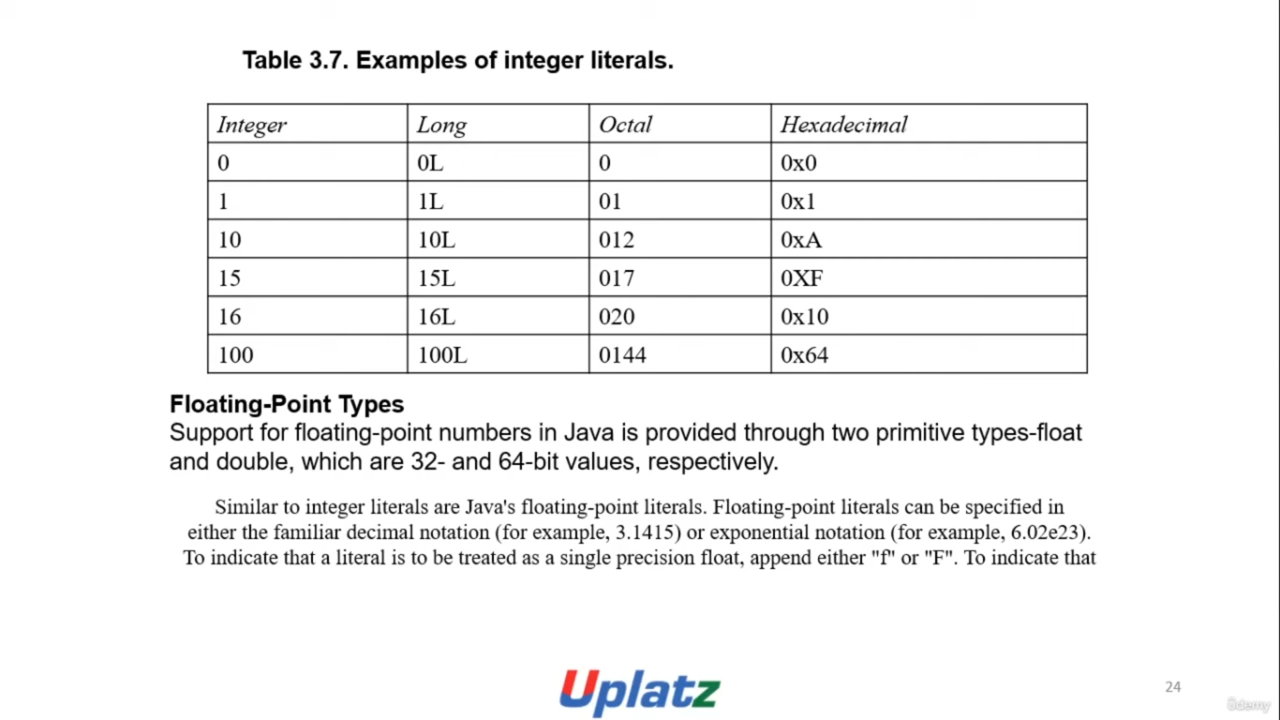 Table 3.7. Examples of integer literals.
Integer Long Octal Hexadecimal
0 0L 0 0x0
1 1L 01 0x1
10 10L 012 0xA
15 15L 017 0XF
16 16L 020 0x10
100 100L 0144 0x64
Floating-Point Types
Support for floating-point numbers in Java is provided through two primitive types-float
and double, which are 32- and 64-bit values, respectively.
Similar to integer literals are Java's floating-point literals. Floating-point literals can be specified in
either the familiar decimal notation (for example, 3.1415) or exponential notation (for example, 6.02e23).
To indicate that a literal is to be treated as a single precision float, append either "f" or "F". To indicate that
Uplatz
24
ûdemy